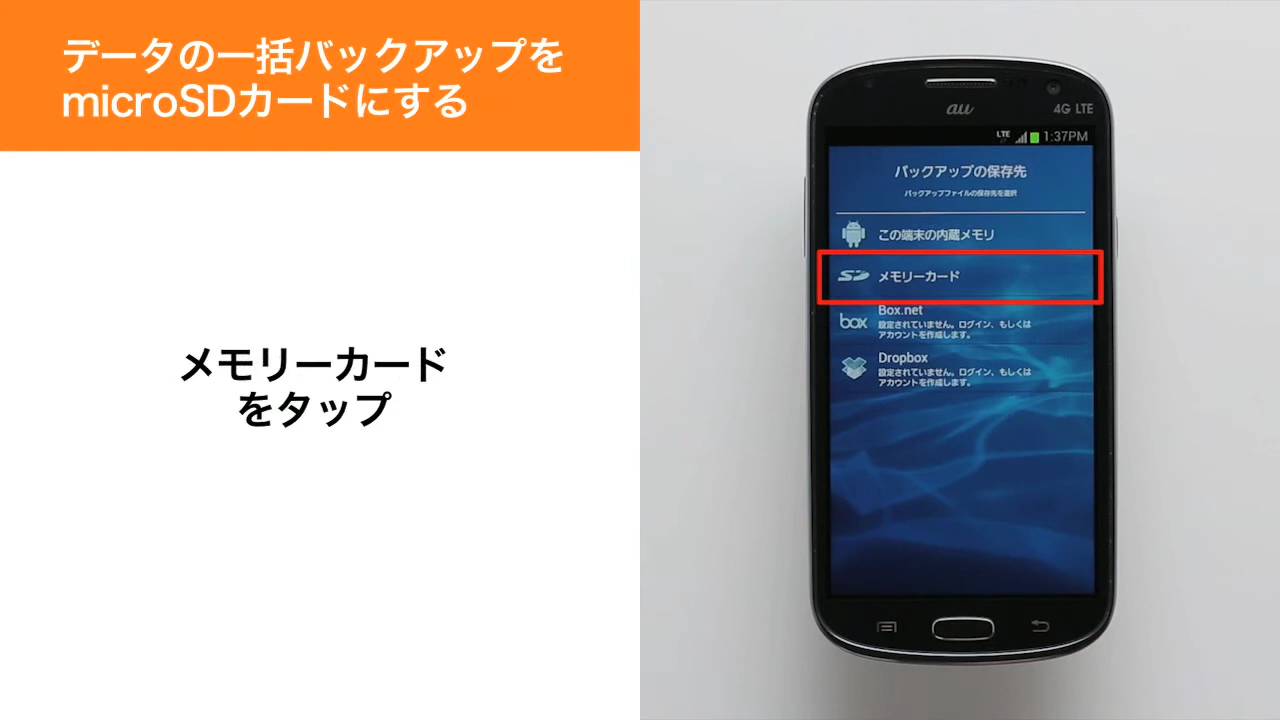 データの一括バックアップを
microSDカードにする
メモリーカード
をタップ
au
4G LTE
LTE 1:37PM
バックアップの保存先
バックアップファイルの保存先を選択
この端末の内蔵メモリ
メモリーカード
box
Box.net
設定されていません。ログイン、もしくは
アカウントを作成します。
Dropbox
設定されていません。ログイン、もしくは
アカウントを作成します。